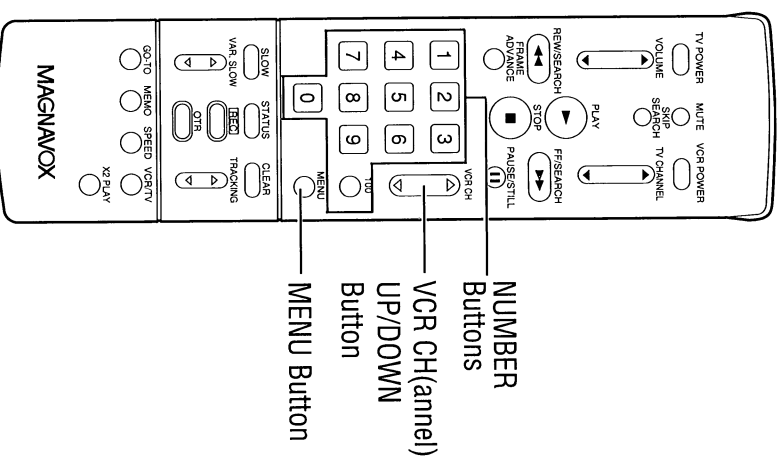 TV POWER
MUTE
VCR POWER
VOLUME
SKIP
SEARCH
TV CHANNEL
PLAY
REW/SEARCH
FF/SEARCH
STOP
FRAME
ADVANCE
PAUSE/STILL
NUMBER
Buttons
1 2 3
VCR CH
VCR CH(annel)
UP/DOWN
Button
4 5 6
7 8 9
100
0
MENU
MENU Button
SLOW
STATUS
CLEAR
REC
VAR. SLOW
OTR
TRACKING
GO-TO
MEMO
SPEED
VCR/TV
X2 PLAY
MAGNAVOX